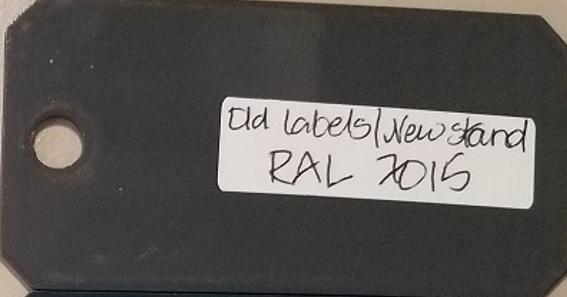 Old Labels/New stand
RAL 7015